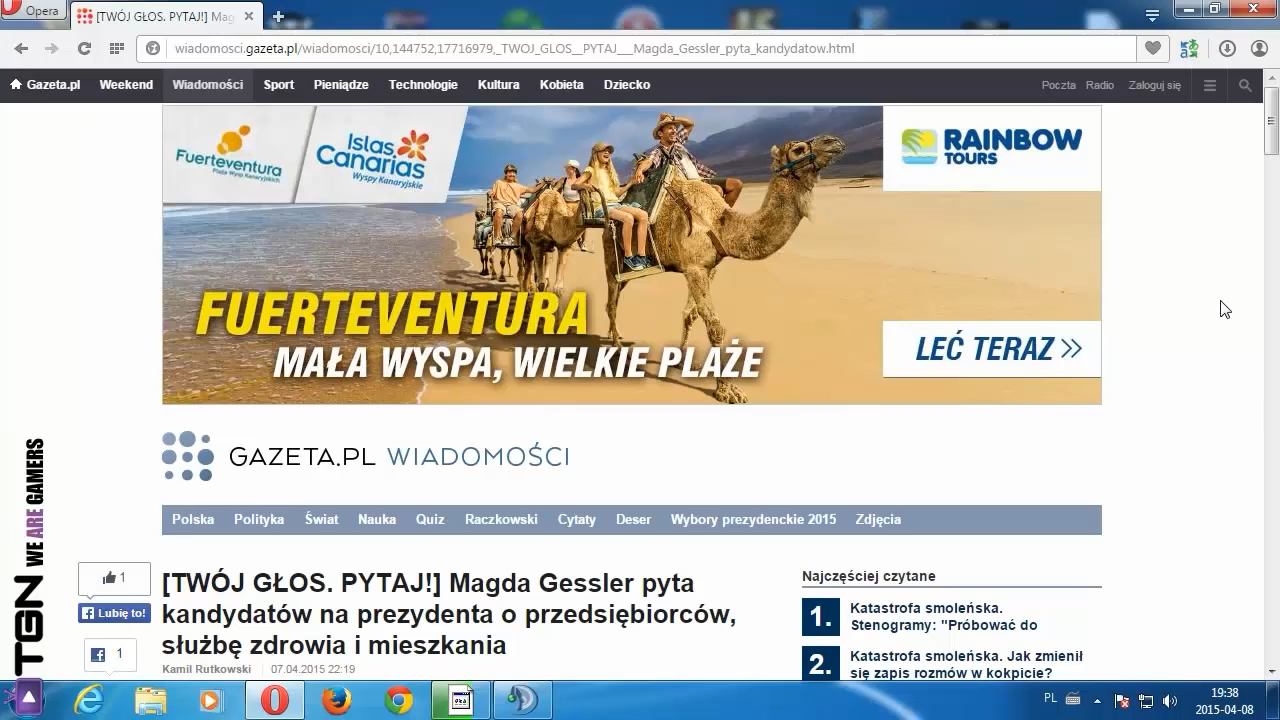 Opera
[TWÓJ GŁOS. PYTAJ!] Mag
wiadomosci.gazeta.pl/wiadomosci/10,144752,17716979,_TWOJ_GLOS__PYTAJ___Magda_Gessler_pyta_kandydatow.html
Gazeta.pl Weekend Wiadomości Sport Pieniądze Technologie Kultura Kobieta Dziecko Poczta Radio Zaloguj się
Fuerteventura
Plaża Wysp Kanaryjskich
Islas
Canarias
Wyspy Kanaryjskie
RAINBOW
TOURS
FUERTEVENTURA
MAŁA WYSPA, WIELKIE PLAŻE
LEĆ TERAZ
GAZETA.PL WIADOMOŚCI
Polska Polityka Świat Nauka Quiz Raczkowski Cytaty Deser Wybory prezydenckie 2015 Zdjęcia
1
Lubię to!
1
[TWÓJ GŁOS. PYTAJ!] Magda Gessler pyta
kandydatów na prezydenta o przedsiębiorców,
służbę zdrowia i mieszkania
Kamil Rutkowski 07.04.2015 22:19
Najczęściej czytane
1. Katastrofa smoleńska.
Stenogramy: "Próbować do
2. Katastrofa smoleńska. Jak zmienił
się zapis rozmów w kokpicie?
TGN WE ARE GAMERS
PL
19:38
2015-04-08